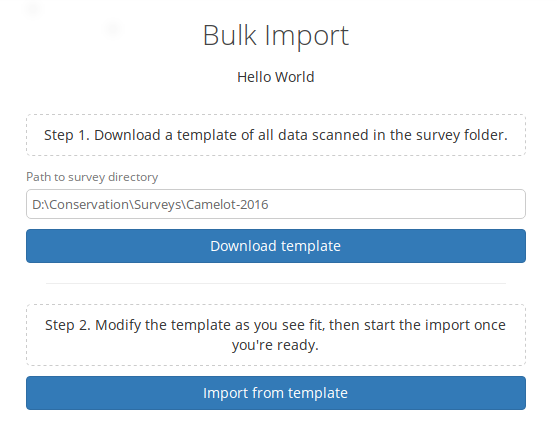 Bulk Import
Hello World
Step 1. Download a template of all data scanned in the survey folder.
Path to survey directory
D:\Conservation\Surveys\Camelot-2016
Download template
Step 2. Modify the template as you see fit, then start the import once
you're ready.
Import from template